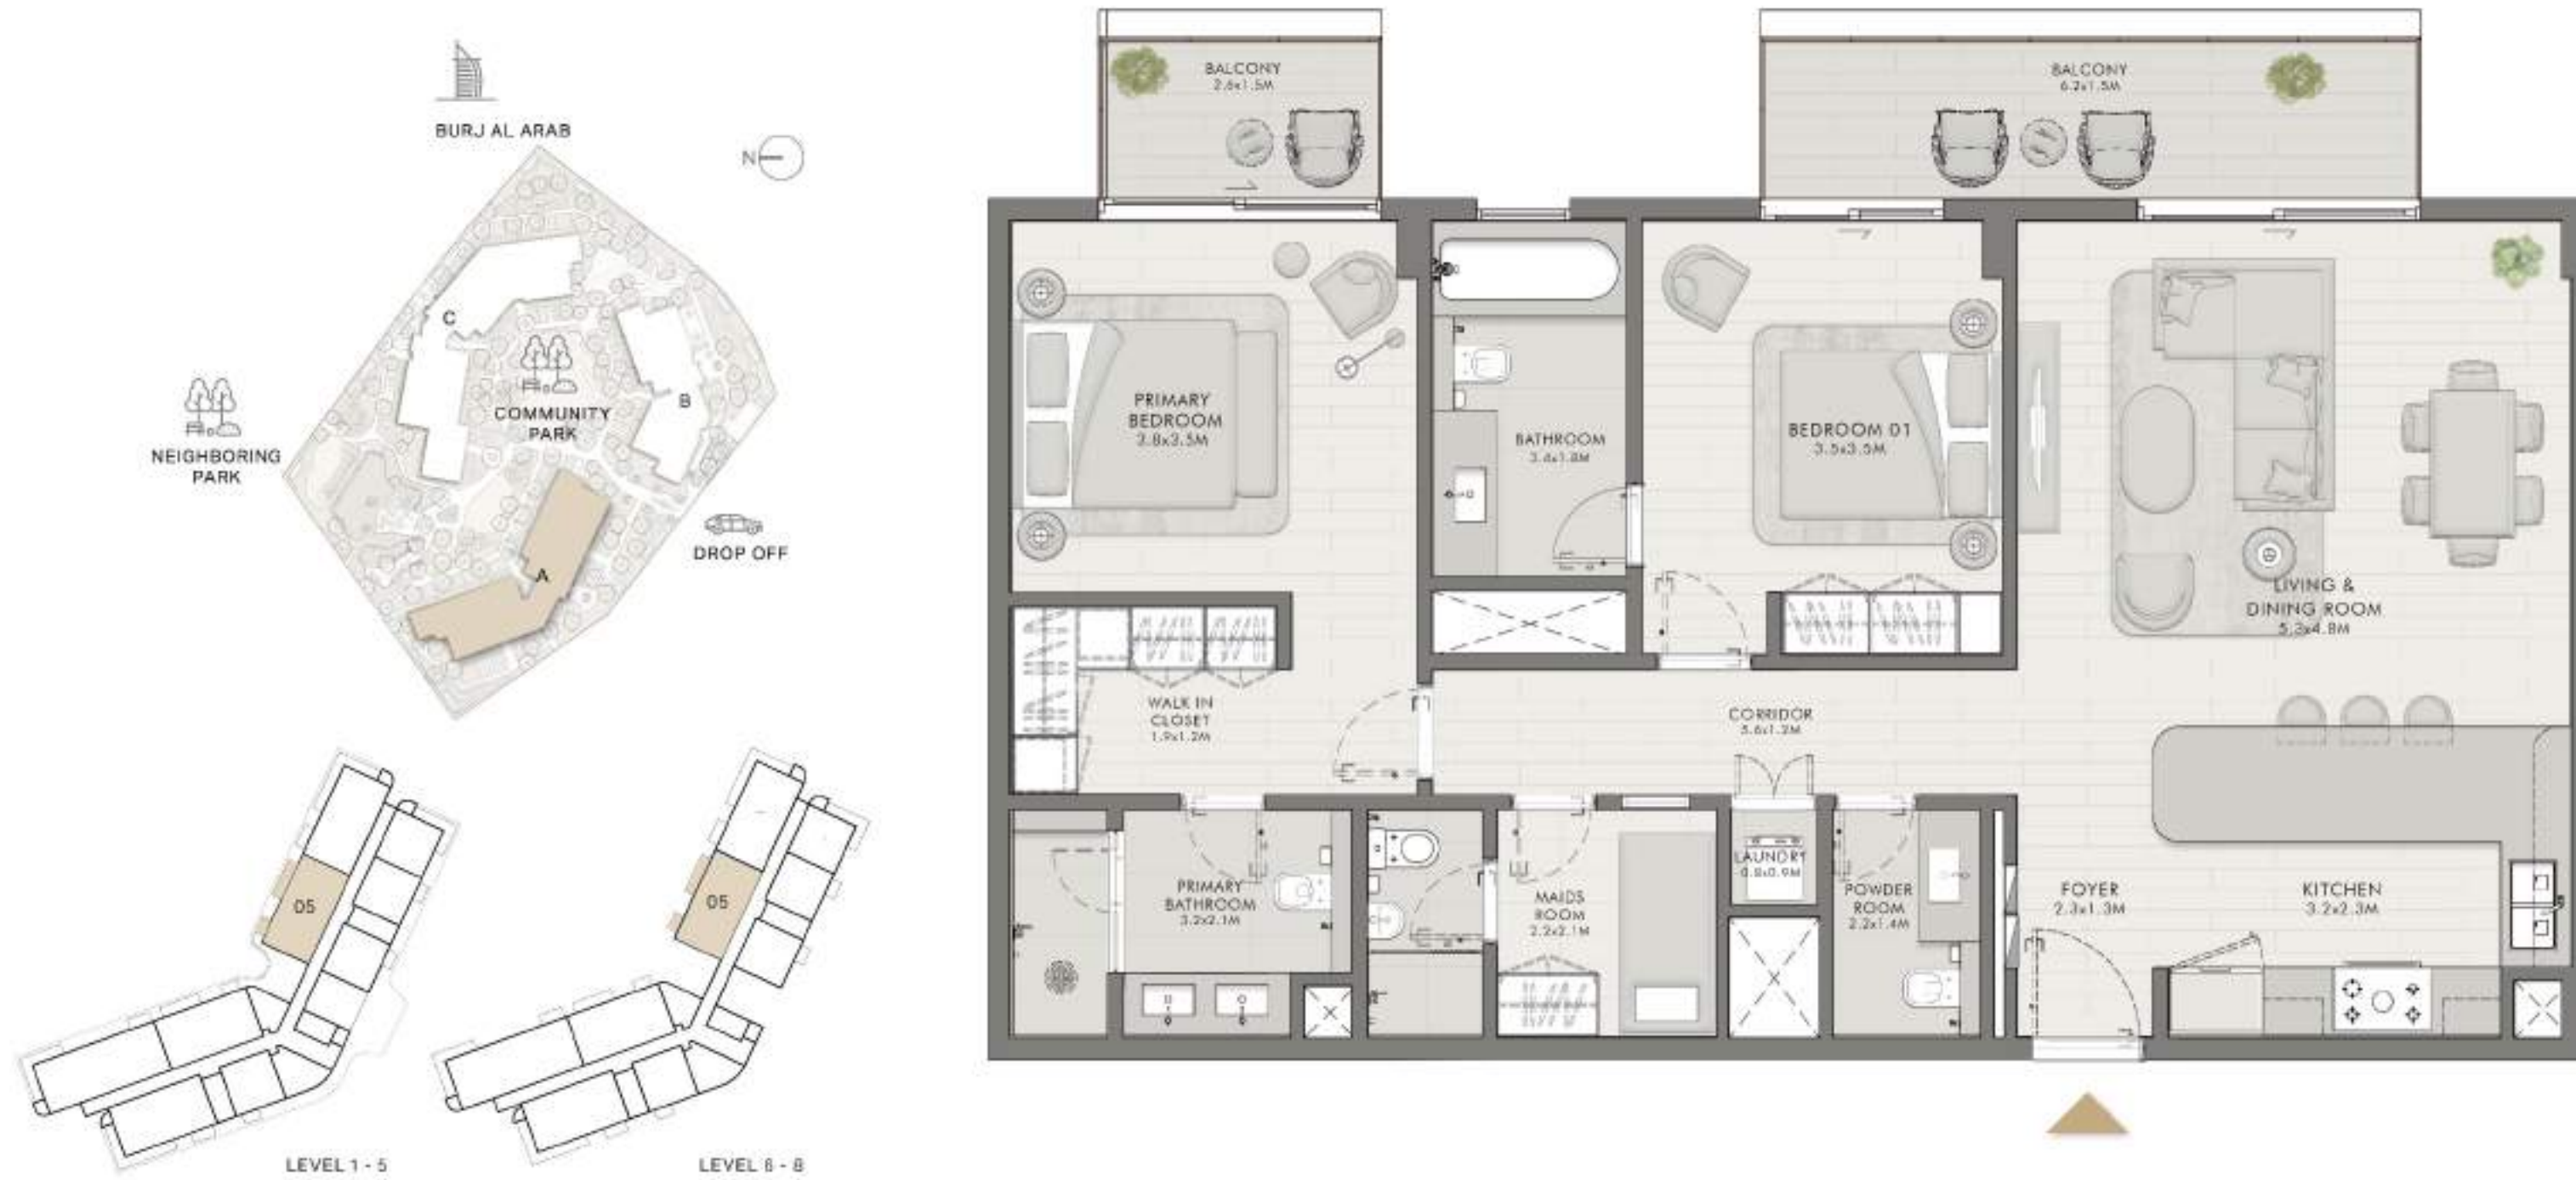 BURJ AL ARAB
N
C
B
COMMUNITY
PARK
NEIGHBORING
PARK
A
DROP OFF
05
LEVEL 1 - 5
05
LEVEL 6 - 8
BALCONY
2.6x1.5M
BALCONY
6.2x1.5M
PRIMARY
BEDROOM
3.8x3.5M
BATHROOM
3.4x1.8M
BEDROOM 01
3.5x3.5M
LIVING &
DINING ROOM
5.3x4.8M
WALK IN
CLOSET
1.9x1.2M
CORRIDOR
5.6x1.2M
PRIMARY
BATHROOM
3.2x2.1M
MAIDS
ROOM
2.2x2.1M
LAUNDRY
0.8x0.9M
POWDER
ROOM
2.2x1.4M
FOYER
2.3x1.3M
KITCHEN
3.2x2.3M